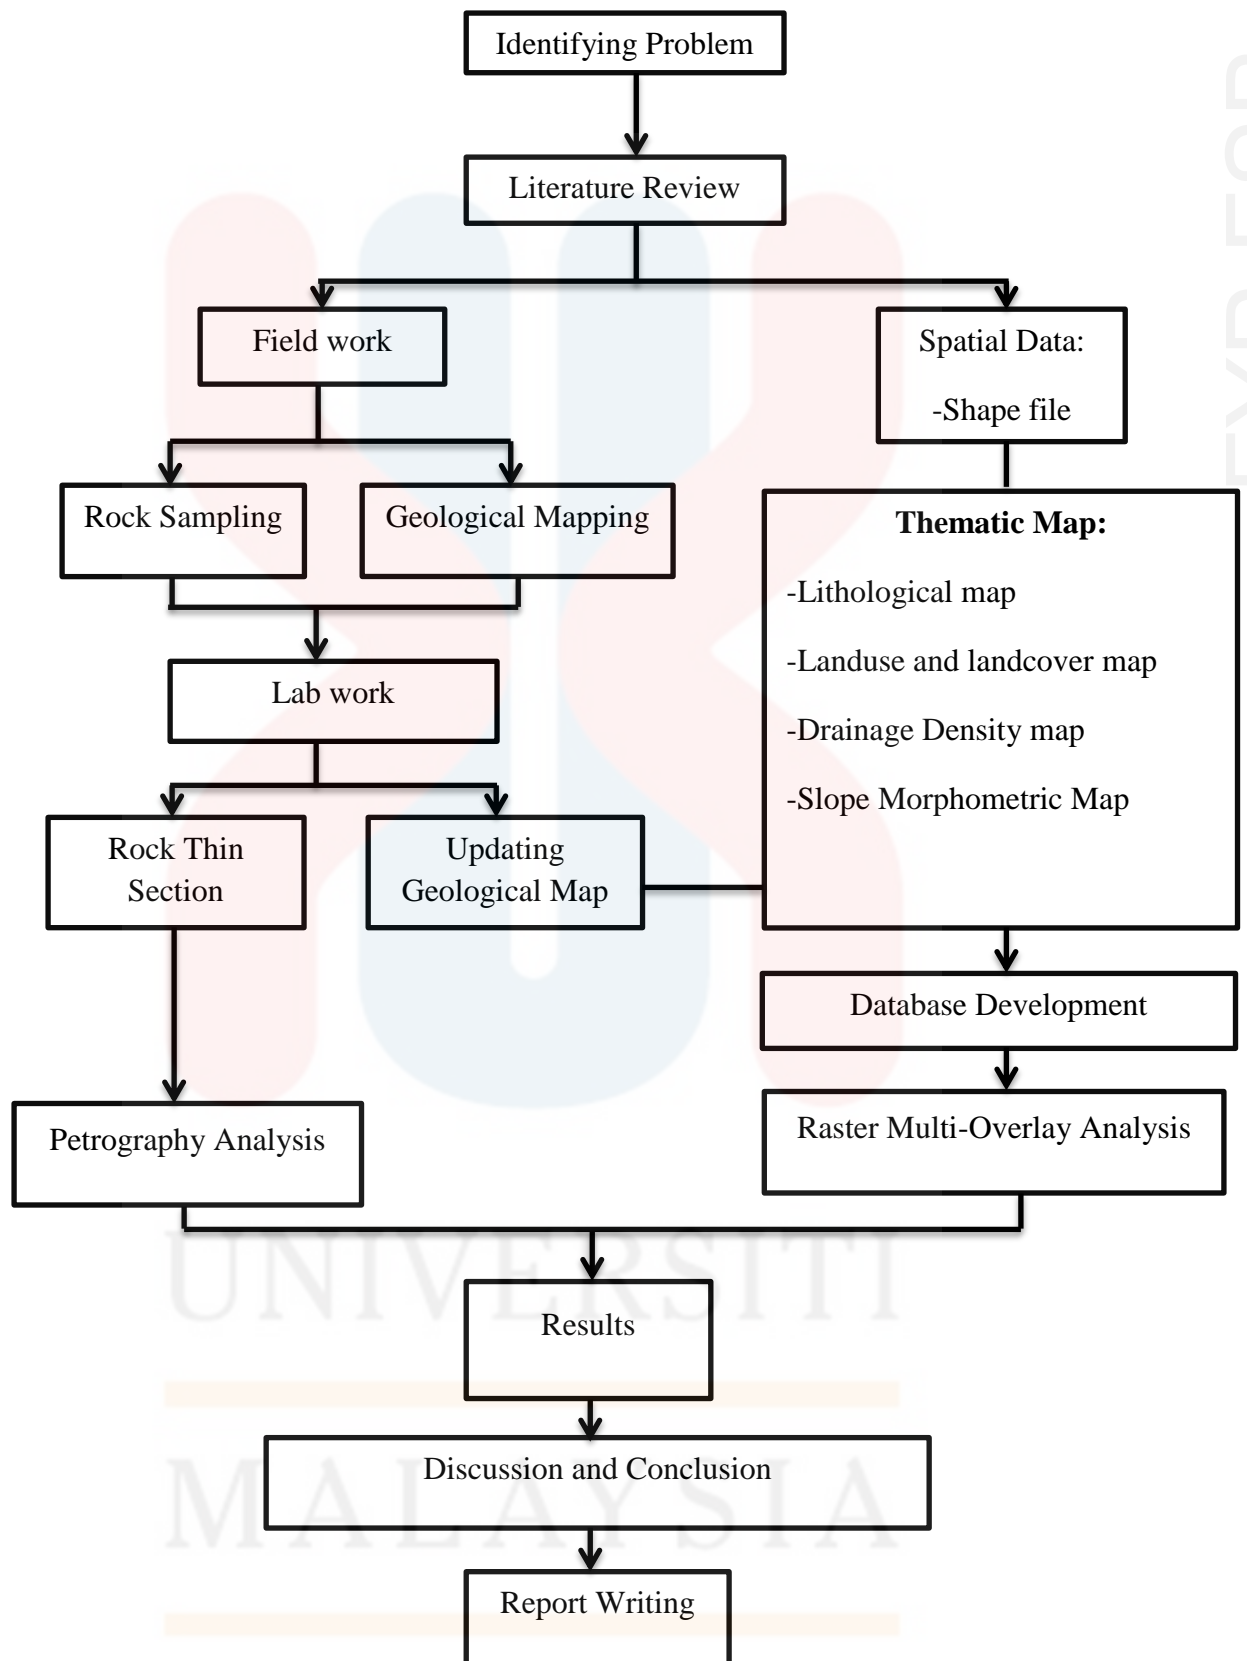 Identifying Problem
Literature Review
Field work
Spatial Data:
-Shape file
Rock Sampling
Geological Mapping
Thematic Map:
-Lithological map
-Landuse and landcover map
-Drainage Density map
-Slope Morphometric Map
Lab work
Rock Thin
Section
Updating
Geological Map
Database Development
Petrography Analysis
Raster Multi-Overlay Analysis
Results
Discussion and Conclusion
Report Writing
UNIVERSITI
MALAYSIA